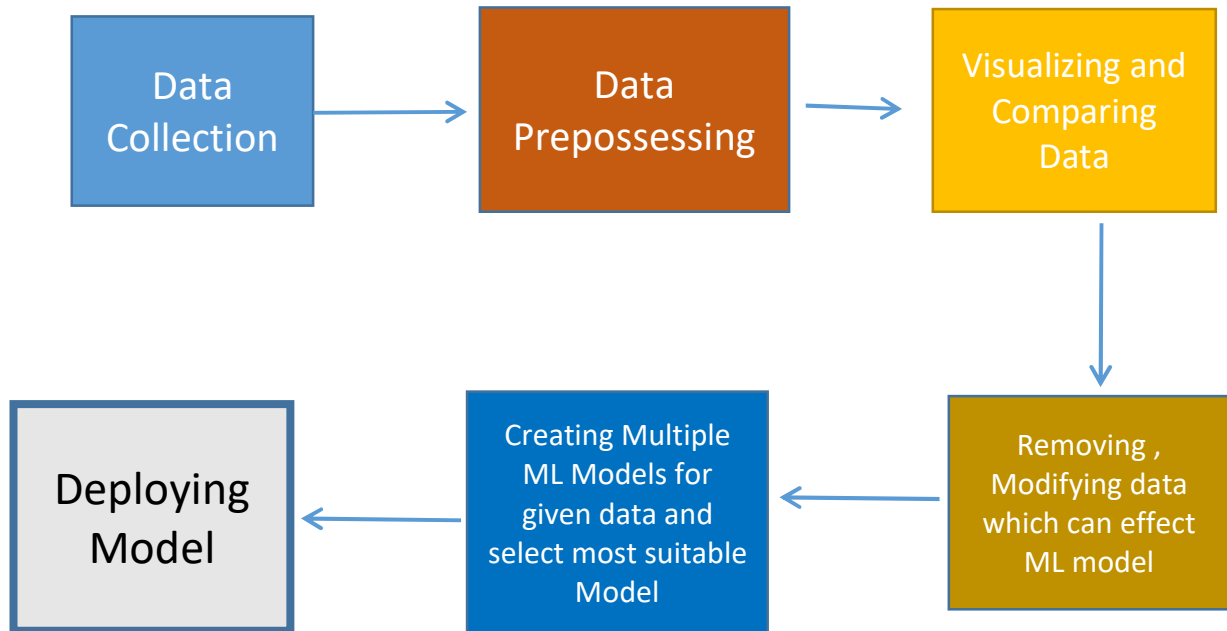 Data
Collection
Data
Prepossessing
Visualizing and
Comparing
Data
Removing ,
Modifying data
which can effect
ML model
Creating Multiple
ML Models for
given data and
select most suitable
Model
Deploying
Model